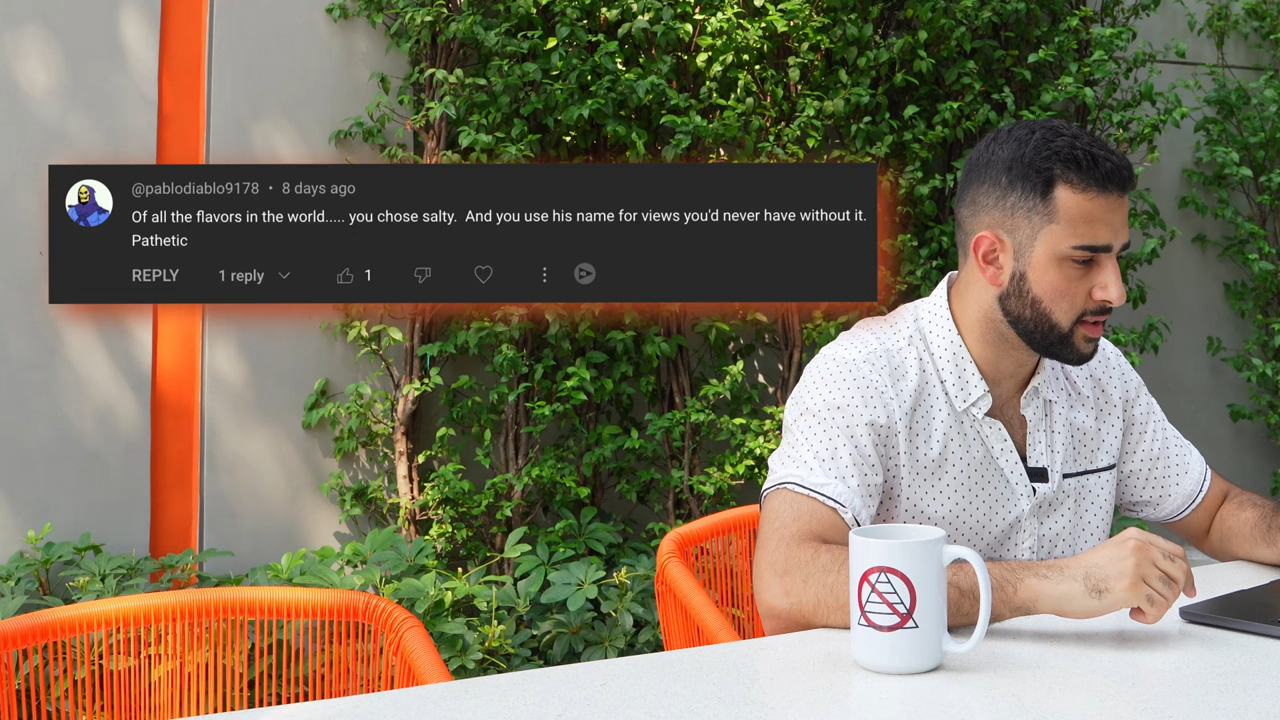 @pablodiablo9178 • 8 days ago
Of all the flavors in the world..... you chose salty.  And you use his name for views you'd never have without it.
Pathetic
REPLY 1 reply 1